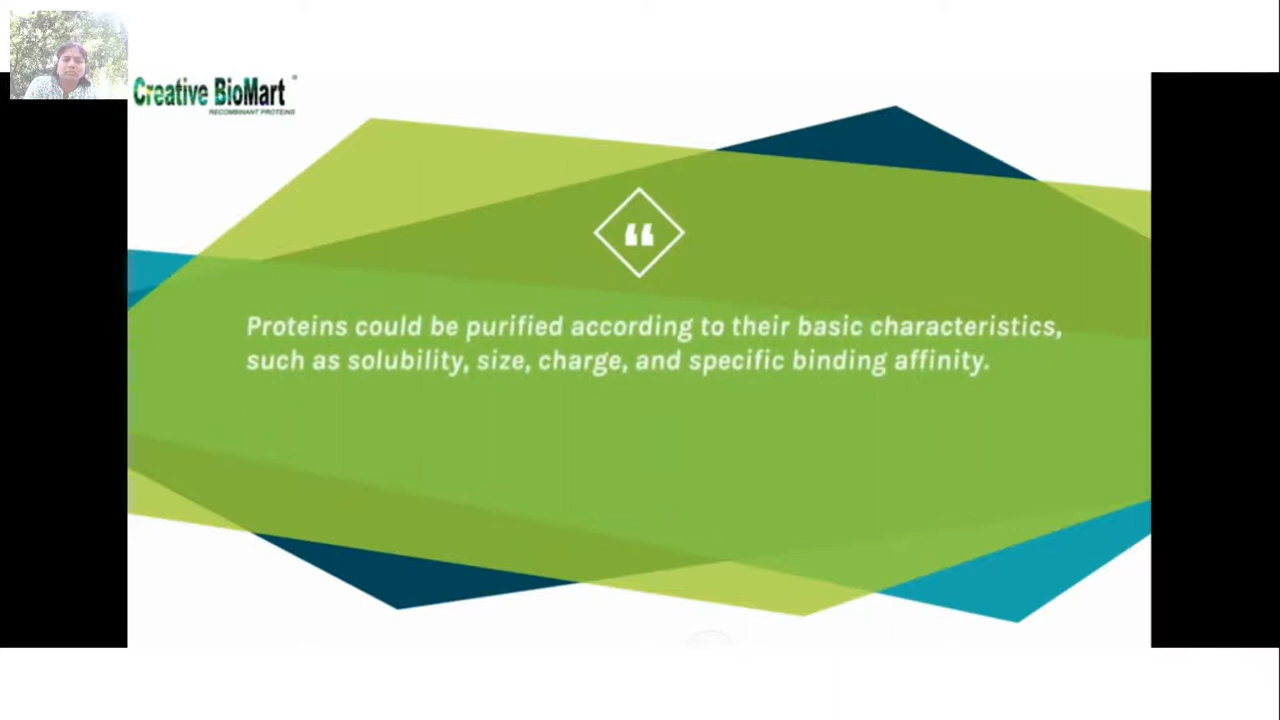 Creative BioMart
RECOMBINANT PROTEINS
“
Proteins could be purified according to their basic characteristics,
such as solubility, size, charge, and specific binding affinity.